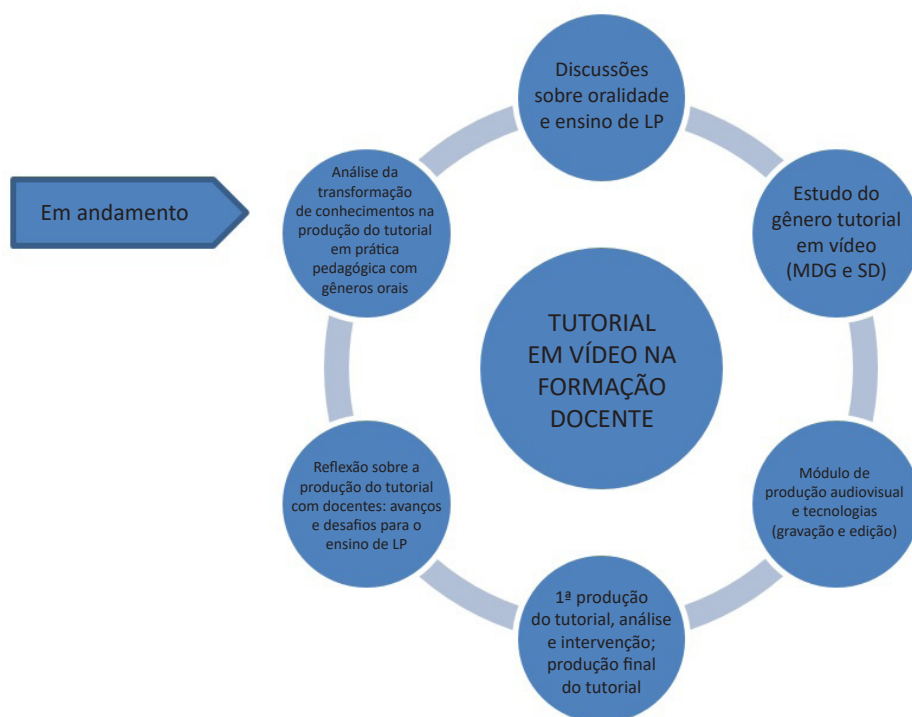 Discussões
sobre oralidade
e ensino de LP
Estudo do
gênero tutorial
em vídeo
(MDG e SD)
Módulo de
produção audiovisual
e tecnologias
(gravação e edição)
1ª produção
do tutorial, análise
e intervenção;
produção final
do tutorial
Reflexão sobre a
produção do tutorial
com docentes: avanços
e desafios para o
ensino de LP
Análise da
transformação
de conhecimentos na
produção do tutorial
em prática
pedagógica com
gêneros orais
Em andamento
TUTORIAL
EM VÍDEO NA
FORMAÇÃO
DOCENTE